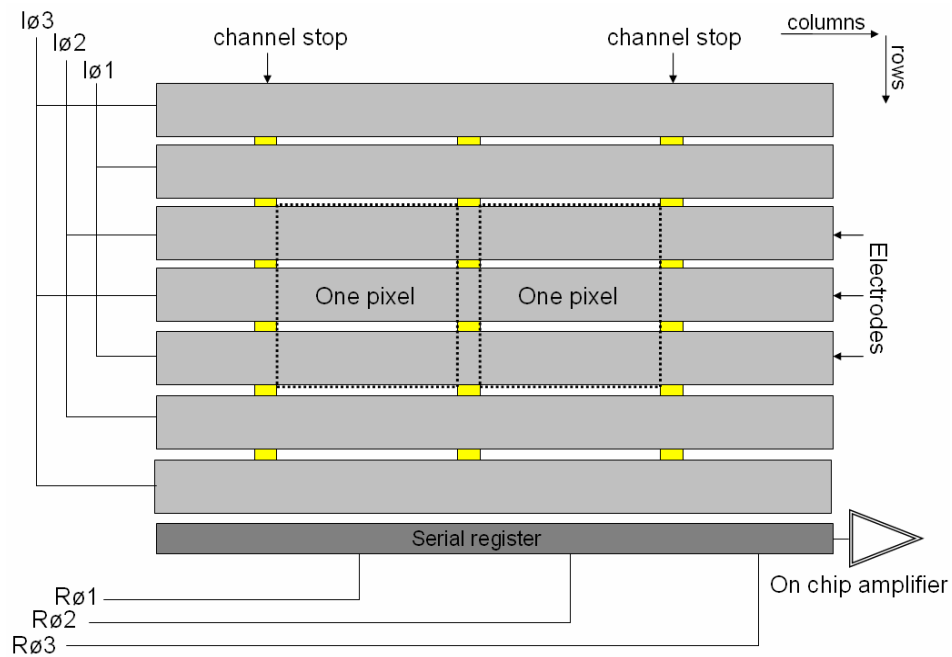 Iø3
Iø2
Iø1
channel stop
channel stop
columns
rows
One pixel
One pixel
Electrodes
Serial register
On chip amplifier
Rø1
Rø2
Rø3